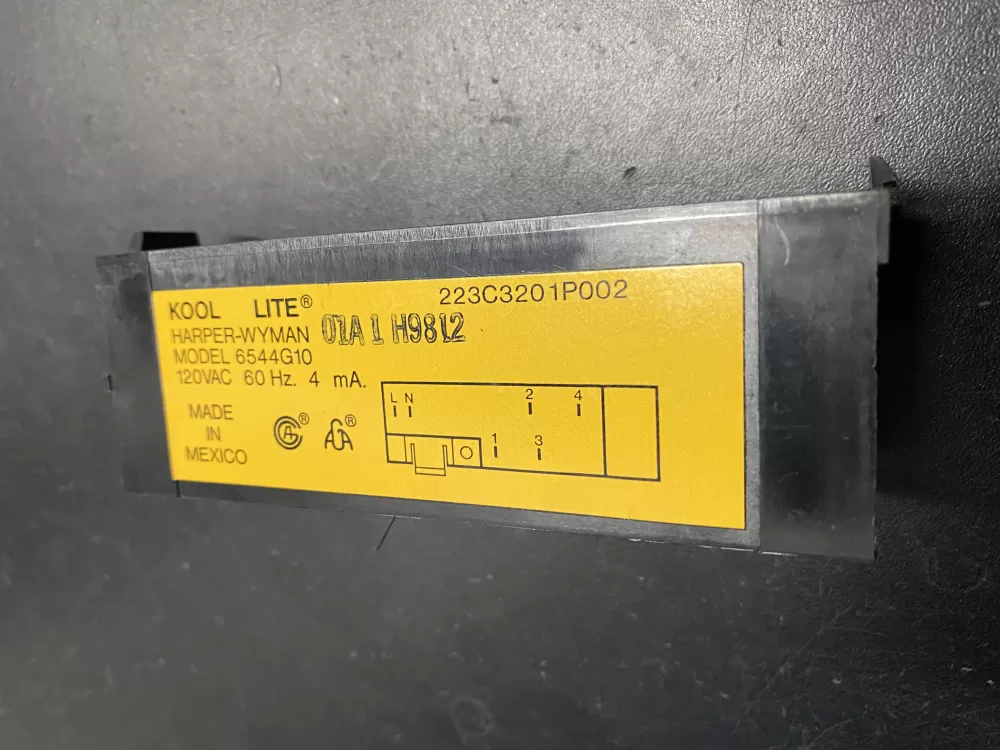 KOOL LITE®
223C3201P002
HARPER-WYMAN 01A 1 H9812
MODEL 6544G10
120VAC 60 Hz. 4 mA.
MADE
IN
MEXICO
® ®
L N 2 4
1 3